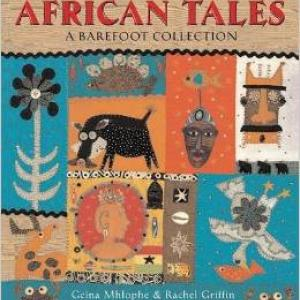 AFRICAN TALES
A BAREFOOT COLLECTION
Gcina Mhlophe & Rachel Griffin